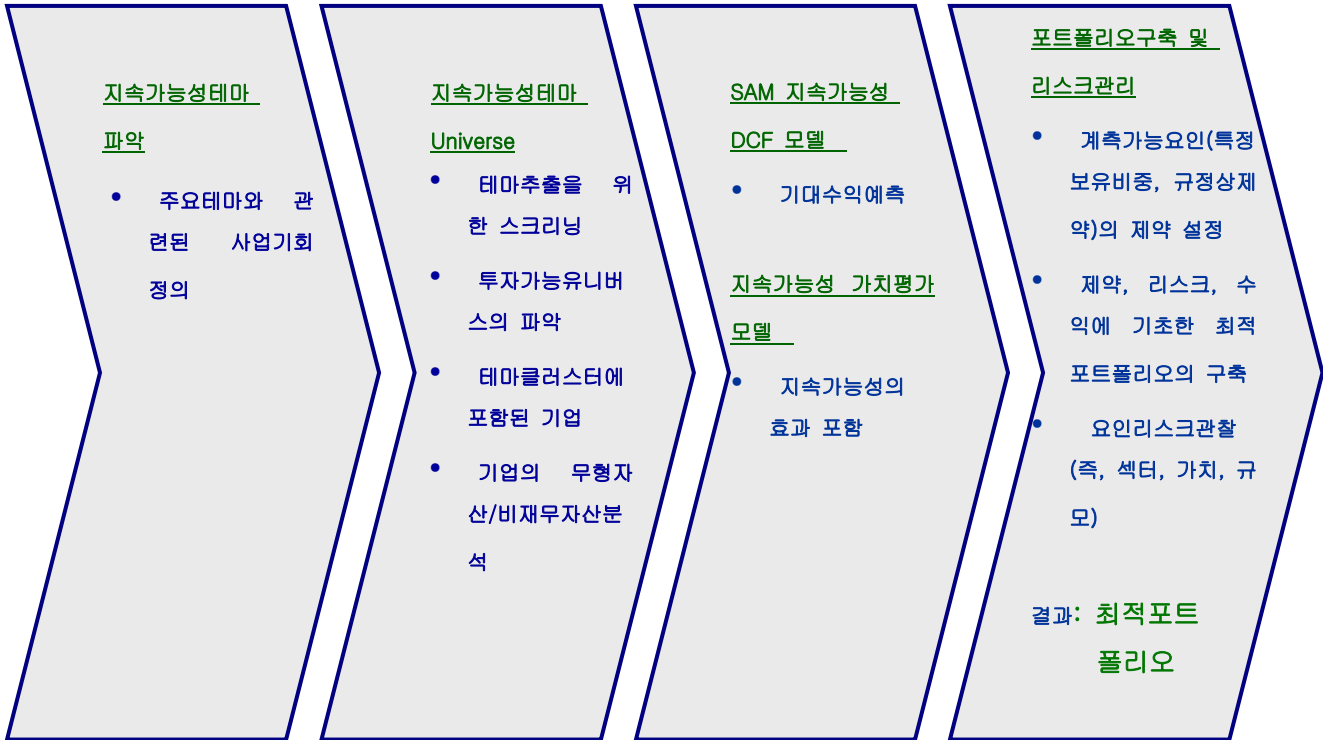 지속가능성테마
파악
• 주요테마와 관
련된 사업기회
정의
지속가능성테마
Universe
• 테마추출을 위
한 스크리닝
• 투자가능유니버
스의 파악
• 테마클러스터에
포함된 기업
• 기업의 무형자
산/비재무자산분
석
SAM 지속가능성
DCF 모델
• 기대수익예측
지속가능성 가치평가
모델
• 지속가능성의
효과 포함
포트폴리오구축 및
리스크관리
• 계측가능요인(특정
보유비중, 규정상제
약)의 제약 설정
• 제약, 리스크, 수
익에 기초한 최적
포트폴리오의 구축
• 요인리스크관찰
(즉, 섹터, 가치, 규
모)
결과: 최적포트
폴리오